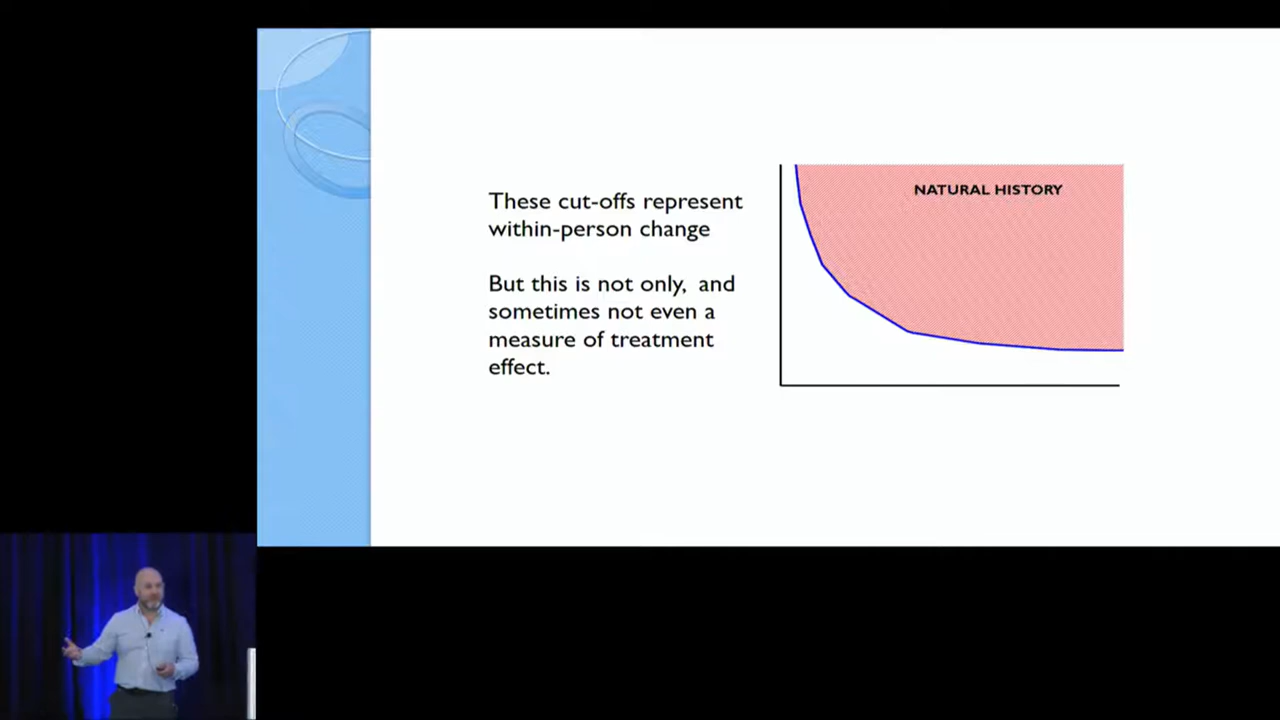 These cut-offs represent
within-person change
But this is not only, and
sometimes not even a
measure of treatment
effect.
NATURAL HISTORY